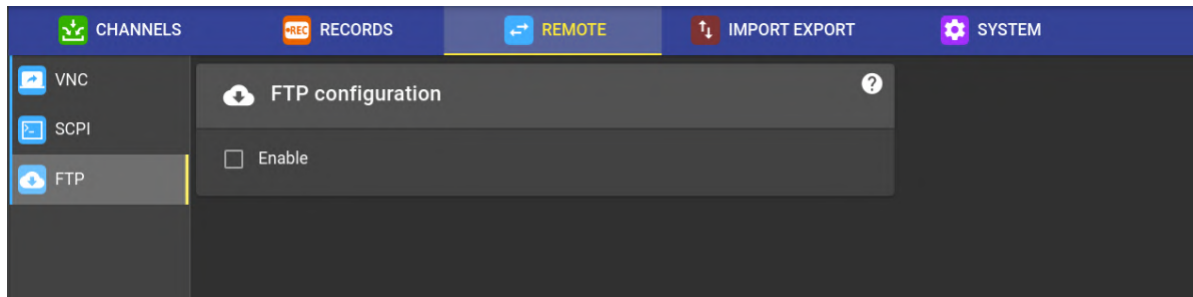 CHANNELS REC RECORDS REMOTE IMPORT EXPORT SYSTEM
VNC
FTP configuration ?
SCPI
Enable
FTP